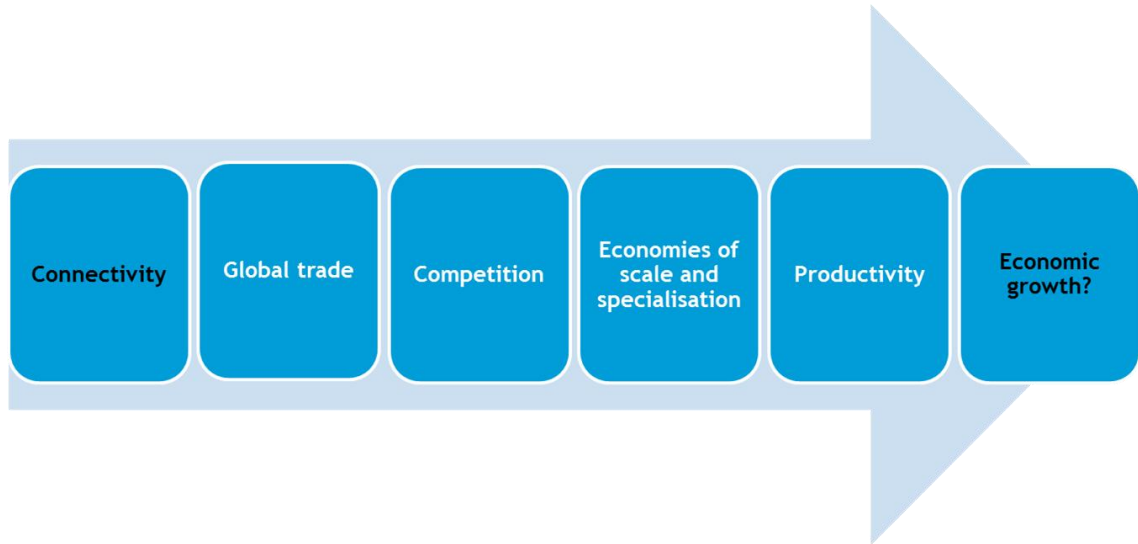 Connectivity
Global trade
Competition
Economies of
scale and
specialisation
Productivity
Economic
growth?